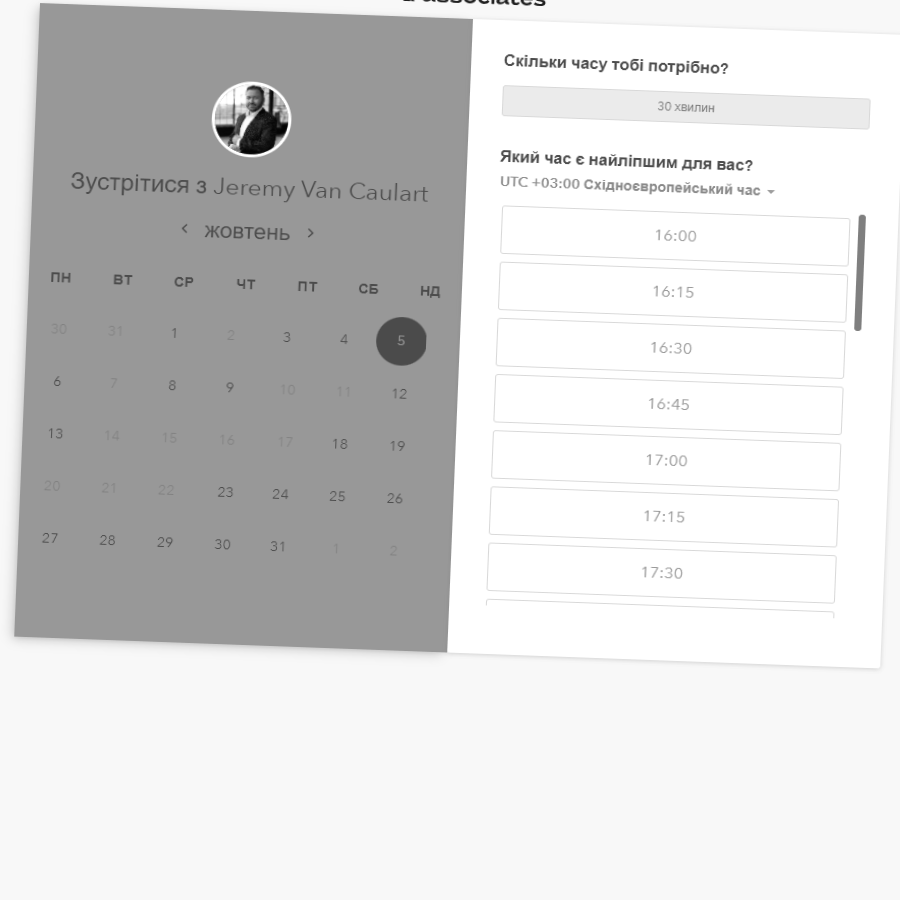 & associates
Зустрітися з Jeremy Van Caulart
жовтень
ПН ВТ СР ЧТ ПТ СБ НД
30 31 1 2 3 4 5
6 7 8 9 10 11 12
13 14 15 16 17 18 19
20 21 22 23 24 25 26
27 28 29 30 31 1 2
Скільки часу тобі потрібно?
30 хвилин
Який час є найліпшим для вас?
UTC +03:00 Східноєвропейський час
16:00
16:15
16:30
16:45
17:00
17:15
17:30